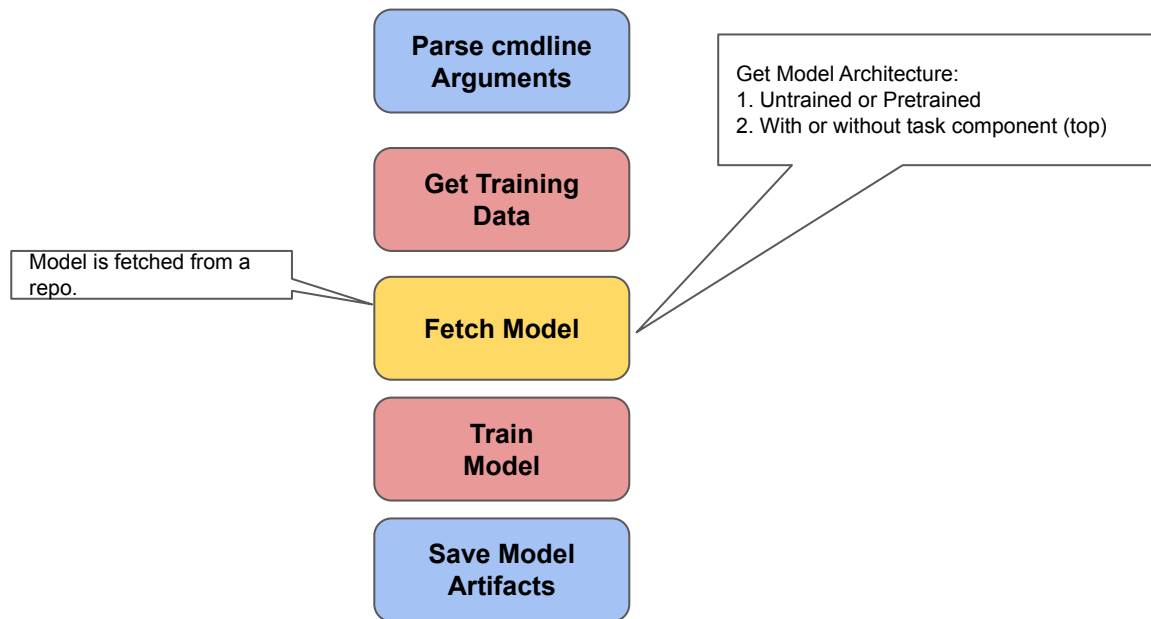 Parse cmdline
Arguments
Get Model Architecture:
1. Untrained or Pretrained
2. With or without task component (top)
Get Training
Data
Model is fetched from a
repo.
Fetch Model
Train
Model
Save Model
Artifacts